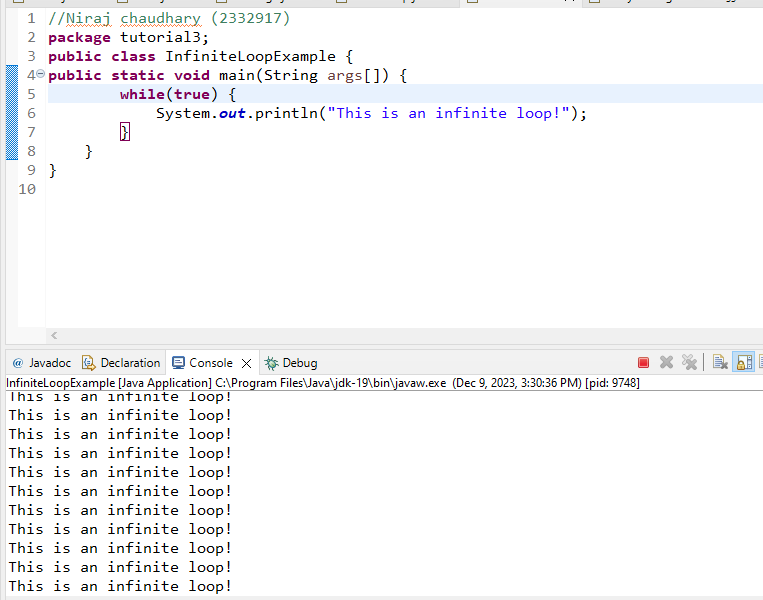 1 //Niraj chaudhary (2332917)
2 package tutorial3;
3 public class InfiniteLoopExample {
4 public static void main(String args[]) {
5 while(true) {
6 System.out.println("This is an infinite loop!");
7 }
8 }
9 }
10
@ Javadoc Declaration Console Debug
InfiniteLoopExample [Java Application] C:\Program Files\Java\jdk-19\bin\javaw.exe (Dec 9, 2023, 3:30:36 PM) [pid: 9748]
This is an infinite loop!
This is an infinite loop!
This is an infinite loop!
This is an infinite loop!
This is an infinite loop!
This is an infinite loop!
This is an infinite loop!
This is an infinite loop!
This is an infinite loop!
This is an infinite loop!
This is an infinite loop!